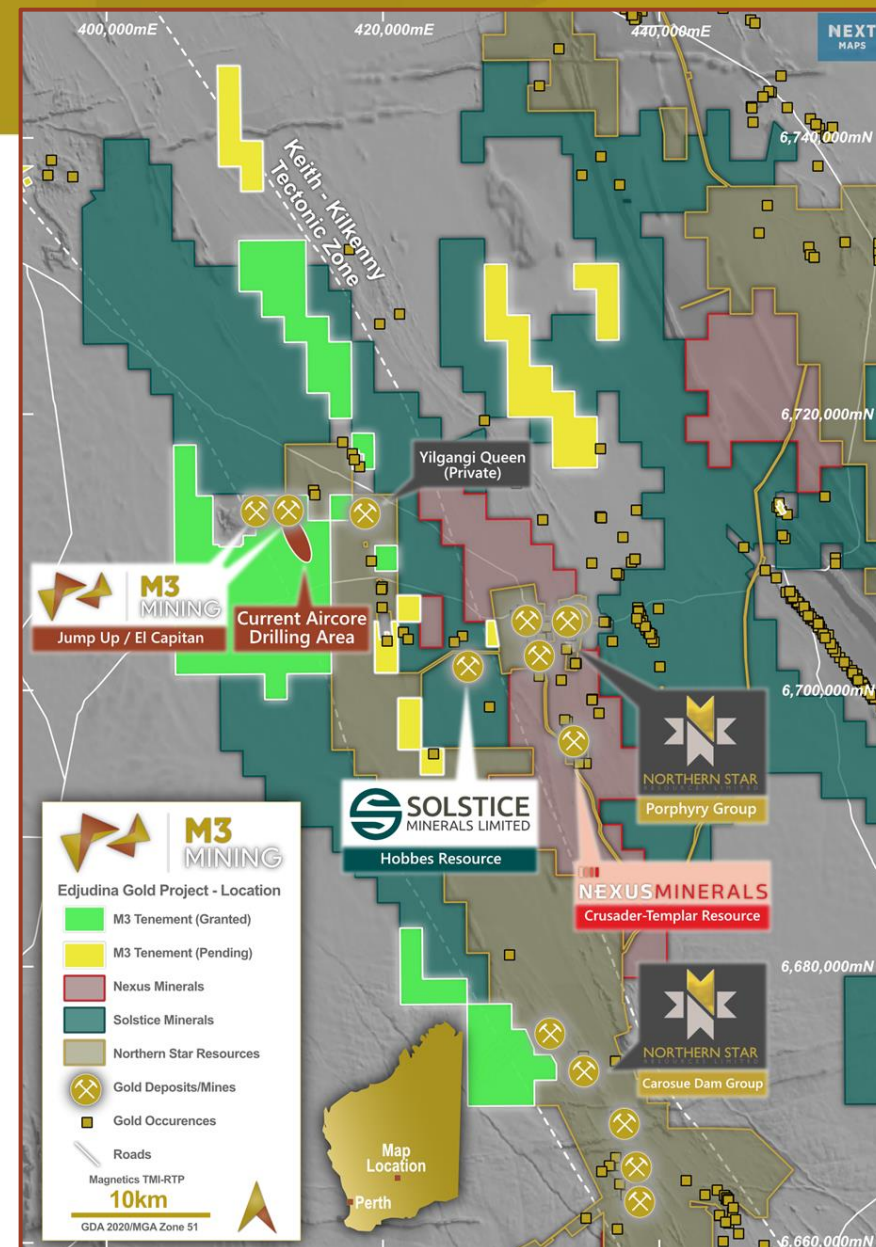 400,000mE
420,000mE
440,000mE
NEXT
MAPS
6,740,000mN
Keith - Kilkenny
Tectonic Zone
6,720,000mN
Yilgangi Queen
(Private)
M3
MINING
Jump Up / El Capitan
Current Aircore
Drilling Area
6,700,000mN
NORTHERN STAR
RESOURCES LIMITED
Porphyry Group
SOLSTICE
MINERALS LIMITED
Hobbes Resource
NEXUSMINERALS
Crusader-Templar Resource
6,680,000mN
NORTHERN STAR
RESOURCES LIMITED
Carosue Dam Group
M3
MINING
Edjudina Gold Project - Location
M3 Tenement (Granted)
M3 Tenement (Pending)
Nexus Minerals
Solstice Minerals
Northern Star Resources
Gold Deposits/Mines
Gold Occurences
Roads
Magnetics TMI-RTP
10km
GDA 2020/MGA Zone 51
Map
Location
Perth
6,660,000mN